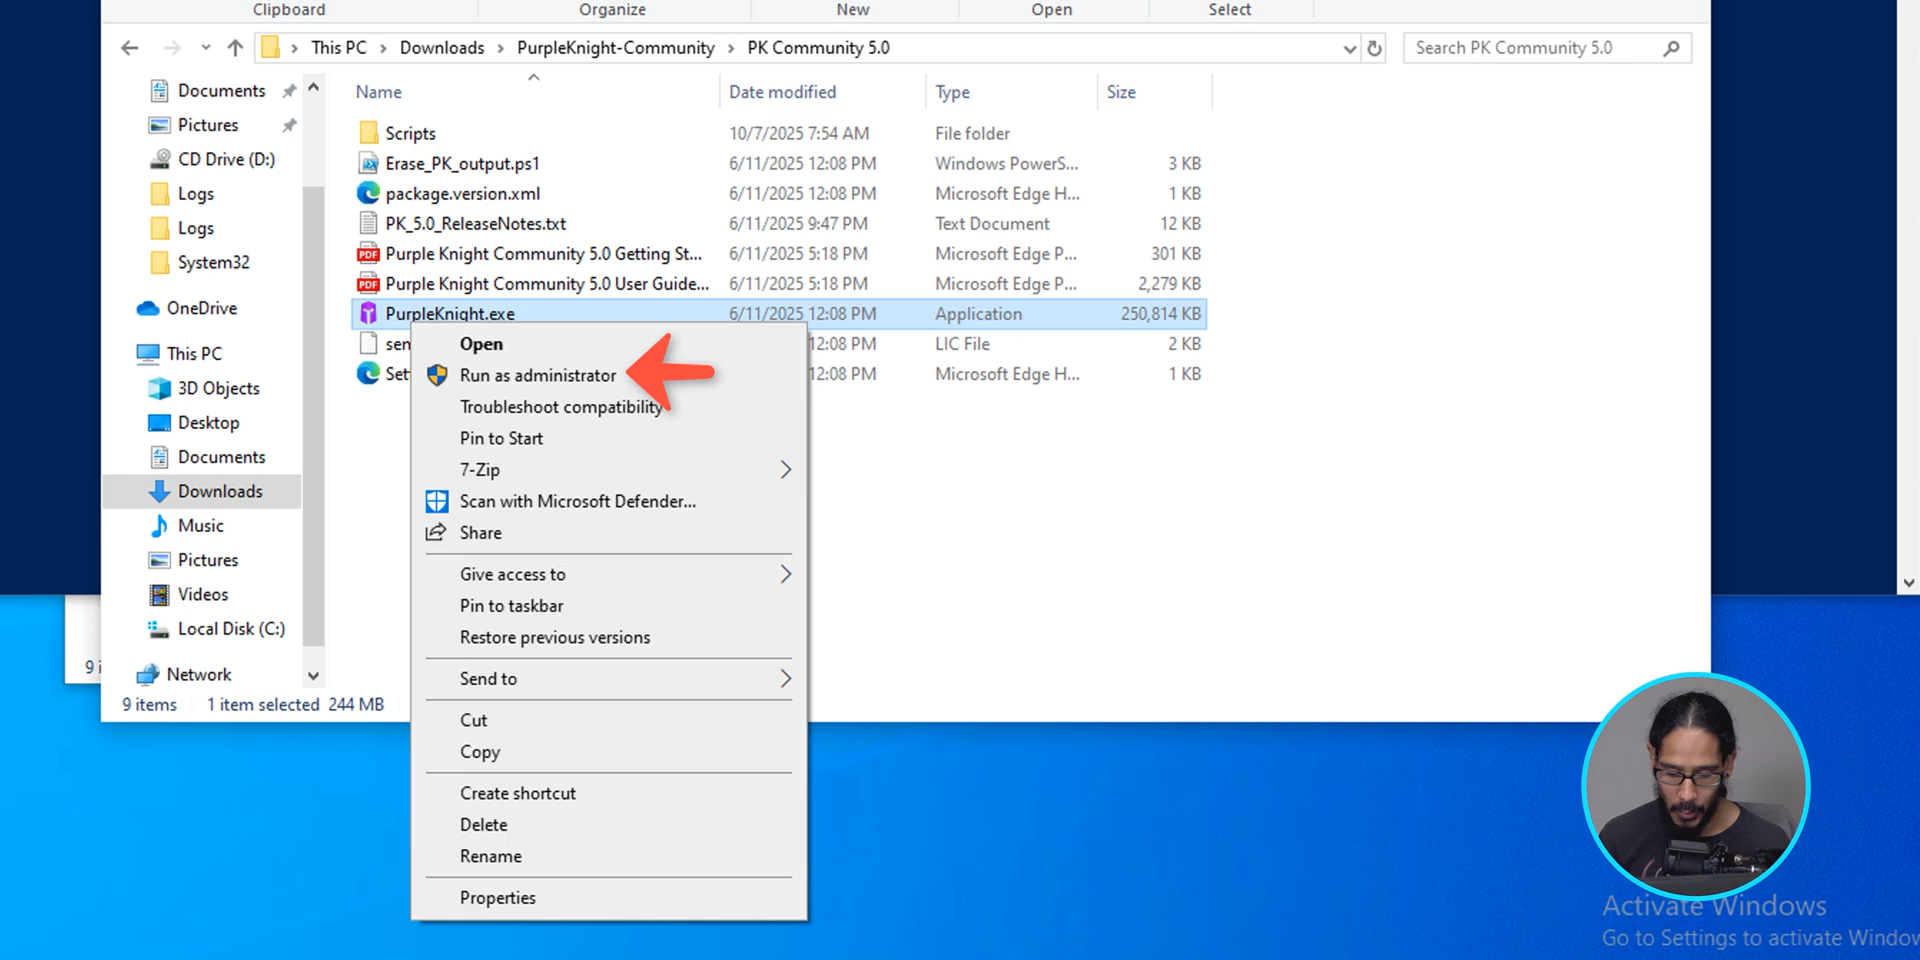 Clipboard Organize New Open Select
This PC > Downloads > PurpleKnight-Community > PK Community 5.0
Search PK Community 5.0
Documents
Pictures
CD Drive (D:)
Logs
Logs
System32
OneDrive
This PC
3D Objects
Desktop
Documents
Downloads
Music
Pictures
Videos
Local Disk (C:)
Network
Name Date modified Type Size
Scripts 10/7/2025 7:54 AM File folder
Erase_PK_output.ps1 6/11/2025 12:08 PM Windows PowerS... 3 KB
package.version.xml 6/11/2025 12:08 PM Microsoft Edge H... 1 KB
PK_5.0_ReleaseNotes.txt 6/11/2025 9:47 PM Text Document 12 KB
PDF Purple Knight Community 5.0 Getting St... 6/11/2025 5:18 PM Microsoft Edge P... 301 KB
PDF Purple Knight Community 5.0 User Guide... 6/11/2025 5:18 PM Microsoft Edge P... 2,279 KB
PurpleKnight.exe 6/11/2025 12:08 PM Application 250,814 KB
sen 12:08 PM LIC File 2 KB
Set 12:08 PM Microsoft Edge H... 1 KB
Open
Run as administrator
Troubleshoot compatibility
Pin to Start
7-Zip
Scan with Microsoft Defender...
Share
Give access to
Pin to taskbar
Restore previous versions
Send to
Cut
Copy
Create shortcut
Delete
Rename
Properties
9 i
9 items 1 item selected 244 MB
Activate Windows
Go to Settings to activate Window